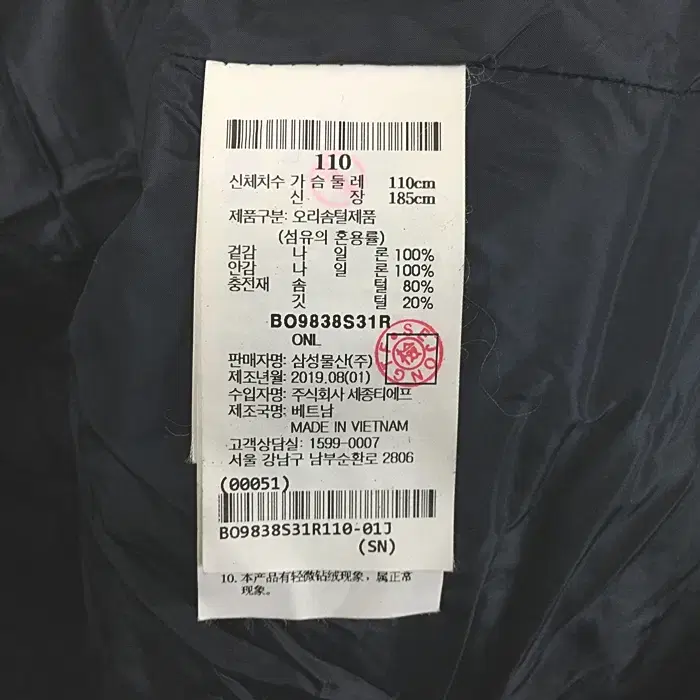 110
신체치수 가 슴 둘 레 110cm
신 장 185cm
제품구분: 오리솜털제품
(섬유의 혼용률)
겉감 나 일 론 100%
안감 나 일 론 100%
충전재 솜 털 80%
깃 털 20%
BO9838S31R
ONL
SEJONG
판매자명: 삼성물산(주)
제조년월: 2019.08(01)
수입자명: 주식회사 세종티에프
제조국명: 베트남
MADE IN VIETNAM
고객상담실: 1599-0007
서울 강남구 남부순환로 2806
(00051)
BO9838S31R110-01J
(SN)
10. 本产品有轻微钻绒现象，属正常
现象。